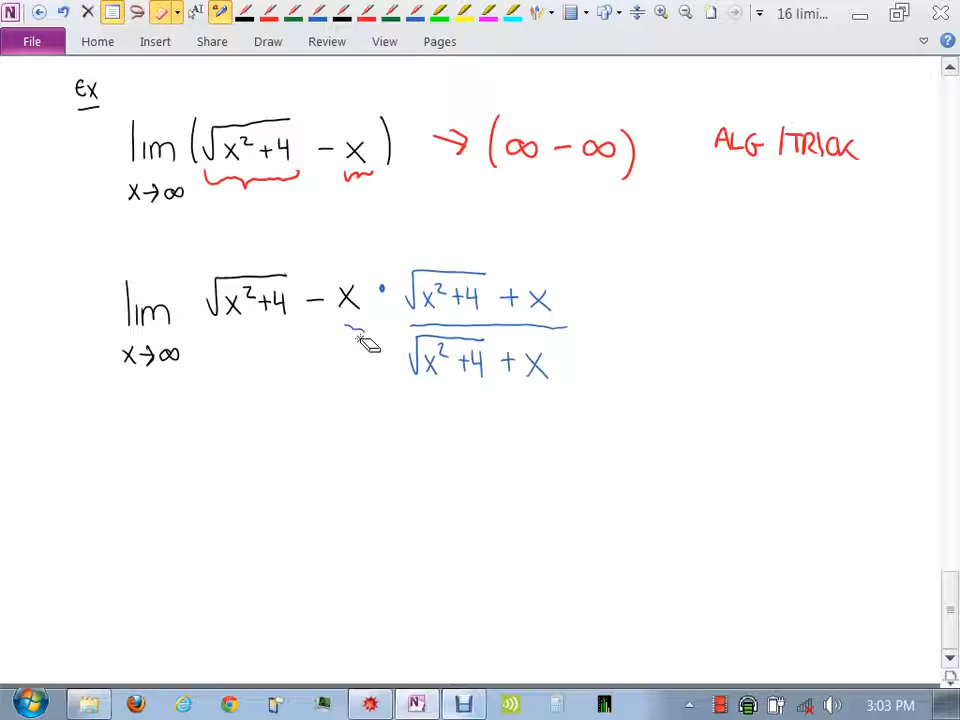 16 limi...
File Home Insert Share Draw Review View Pages
Ex
lim (√x²+4 − x) → (∞ − ∞) ALG /TRICK
x→∞
lim √x²+4 − x • √x²+4 + x
x→∞ √x²+4 + x
3:03 PM